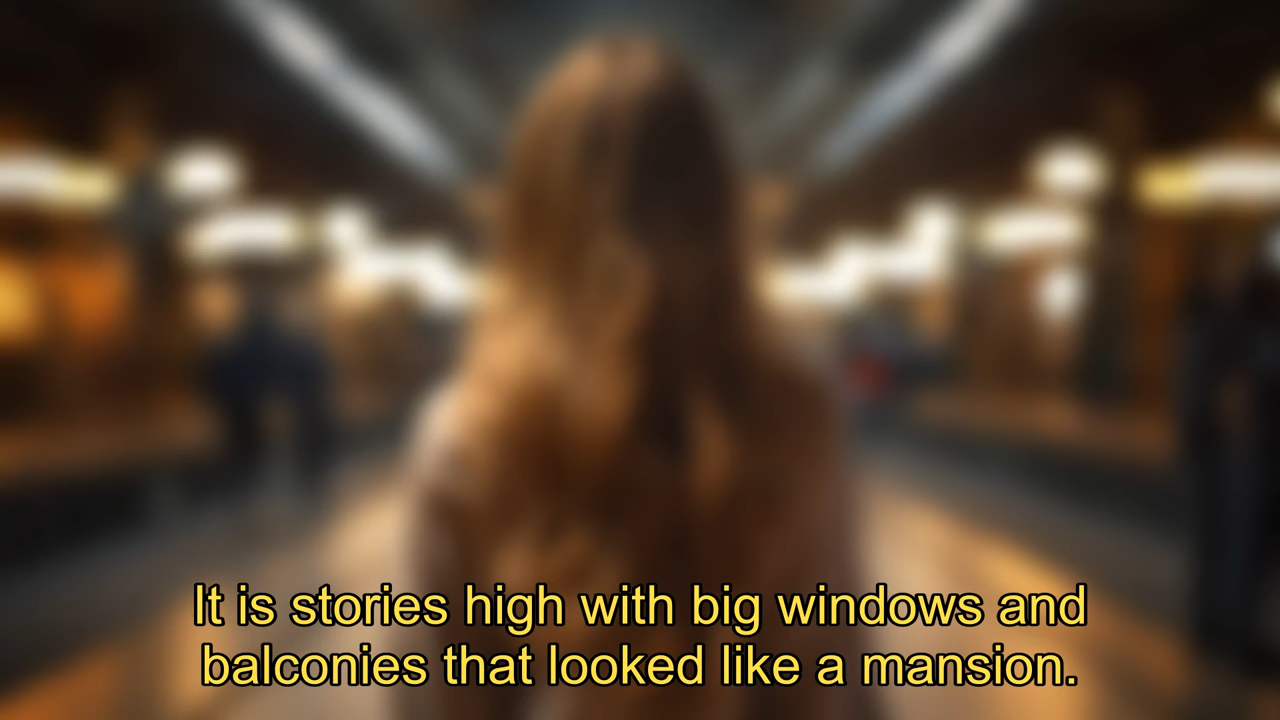 It is stories high with big windows and
balconies that looked like a mansion.